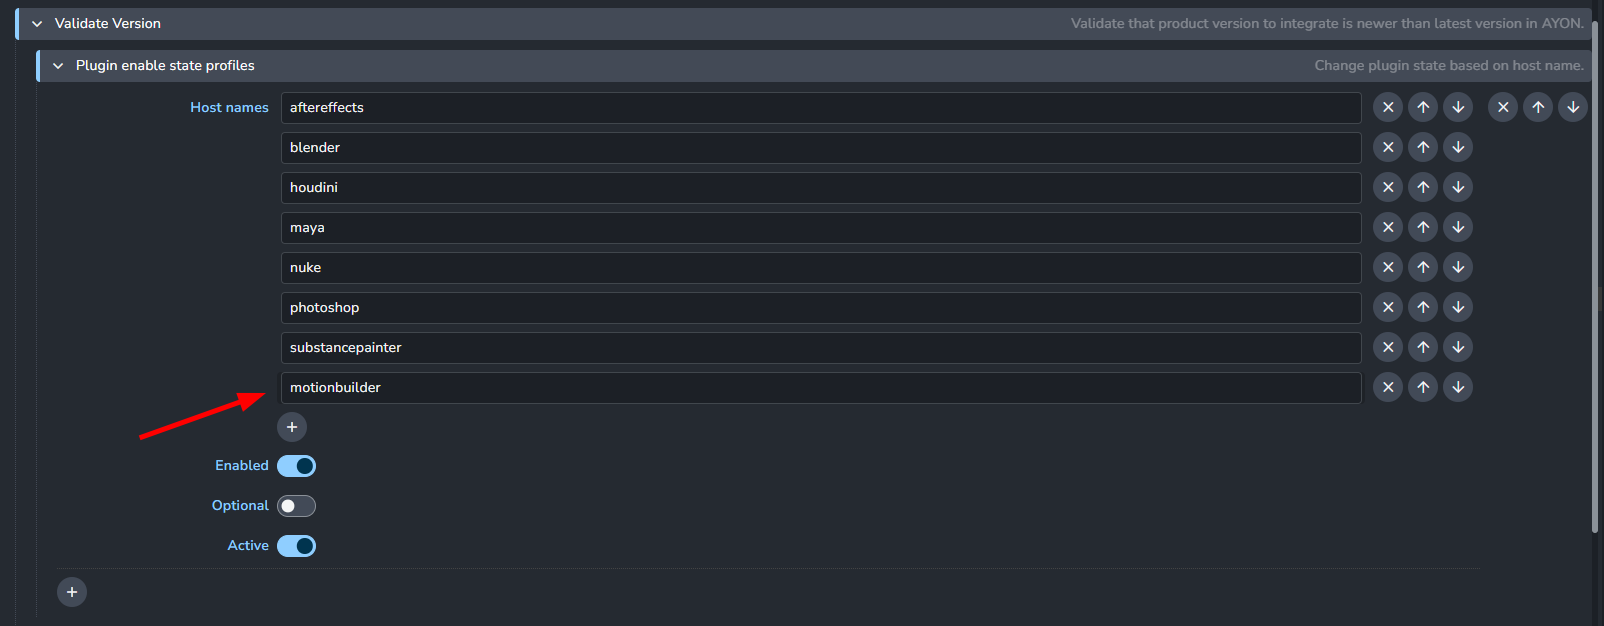 Validate Version Validate that product version to integrate is newer than latest version in AYON.
Plugin enable state profiles Change plugin state based on host name.
Host names aftereffects
blender
houdini
maya
nuke
photoshop
substancepainter
motionbuilder
Enabled
Optional
Active